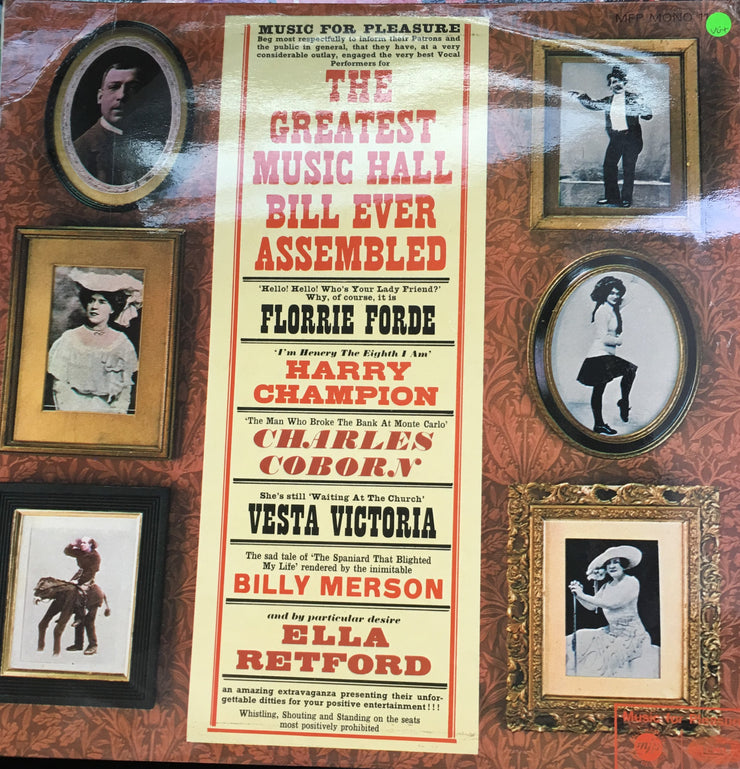 MUSIC FOR PLEASURE
Beg most respectfully to inform their Patrons and
the public in general, that they have, at a very
considerable outlay, engaged the very best Vocal
Performers for
THE
GREATEST
MUSIC HALL
BILL EVER
ASSEMBLED
'Hello! Hello! Who's Your Lady Friend?'
Why, of course, it is
FLORRIE FORDE
'I'm Henery The Eighth I Am'
HARRY
CHAMPION
'The Man Who Broke The Bank At Monte Carlo'
CHARLES
COBORN
She's still 'Waiting At The Church'
VESTA VICTORIA
The sad tale of 'The Spaniard That Blighted
My Life' rendered by the inimitable
BILLY MERSON
and by particular desire
ELLA
RETFORD
an amazing extravaganza presenting their unfor-
gettable ditties for your positive entertainment!!!
Whistling, Shouting and Standing on the seats
most positively prohibited
MFP MONO
VG+
Music for Pleasure
mfp